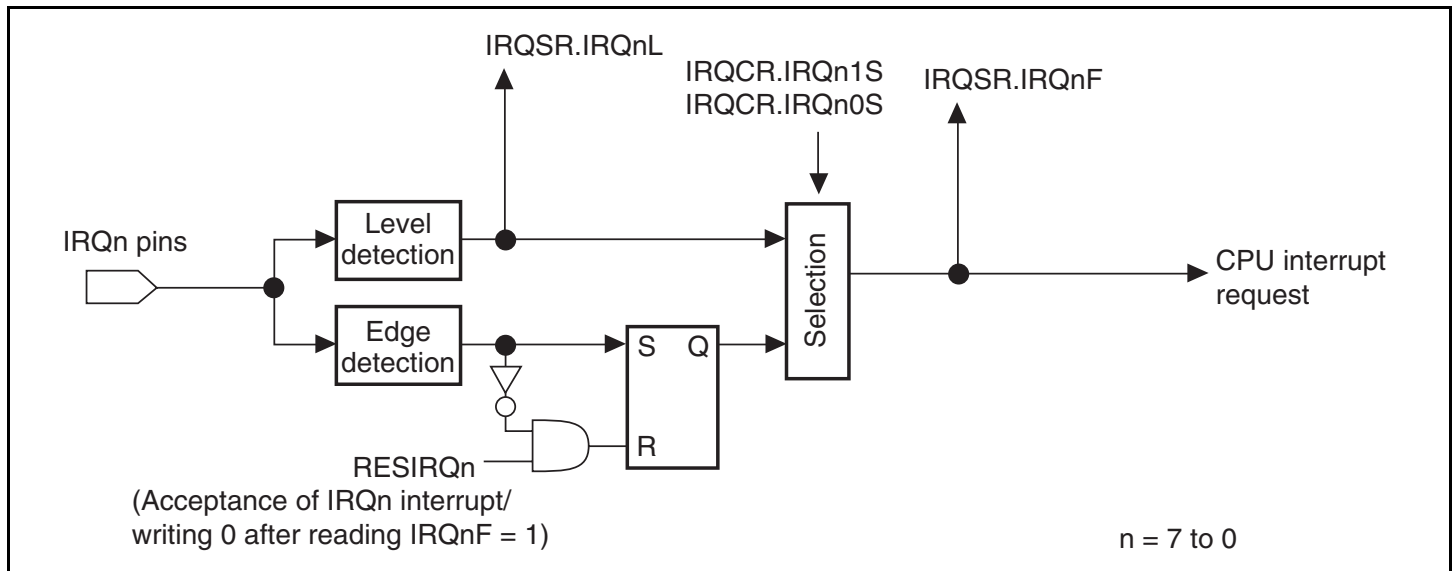 IRQSR.IRQnL
IRQCR.IRQn1S
IRQCR.IRQn0S
IRQSR.IRQnF
IRQn pins
Level
detection
Edge
detection
S Q
R
Selection
CPU interrupt
request
RESIRQn
(Acceptance of IRQn interrupt/
writing 0 after reading IRQnF = 1)
n = 7 to 0